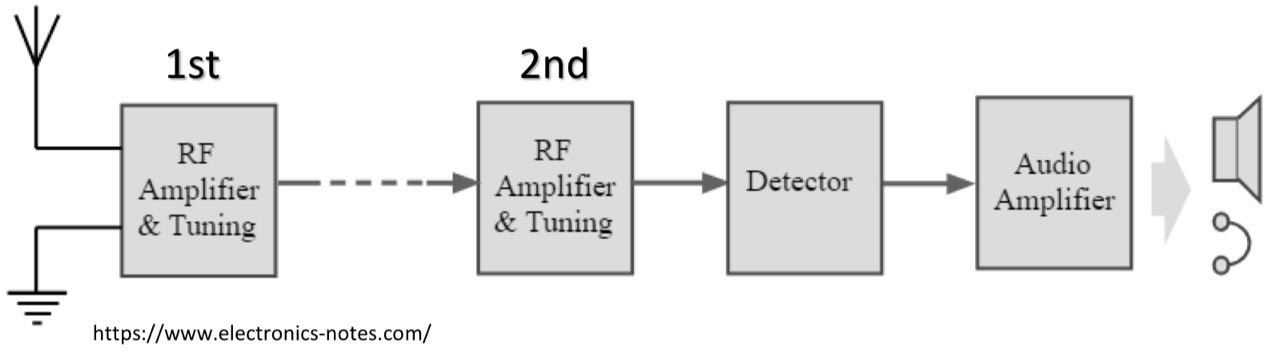 1st
2nd
RF
Amplifier
& Tuning
RF
Amplifier
& Tuning
Detector
Audio
Amplifier
https://www.electronics-notes.com/